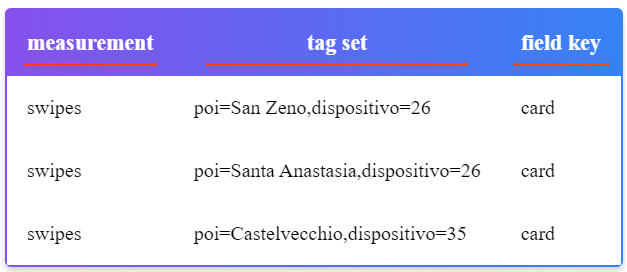 measurement tag set field key
swipes poi=San Zeno,dispositivo=26 card
swipes poi=Santa Anastasia,dispositivo=26 card
swipes poi=Castelvecchio,dispositivo=35 card